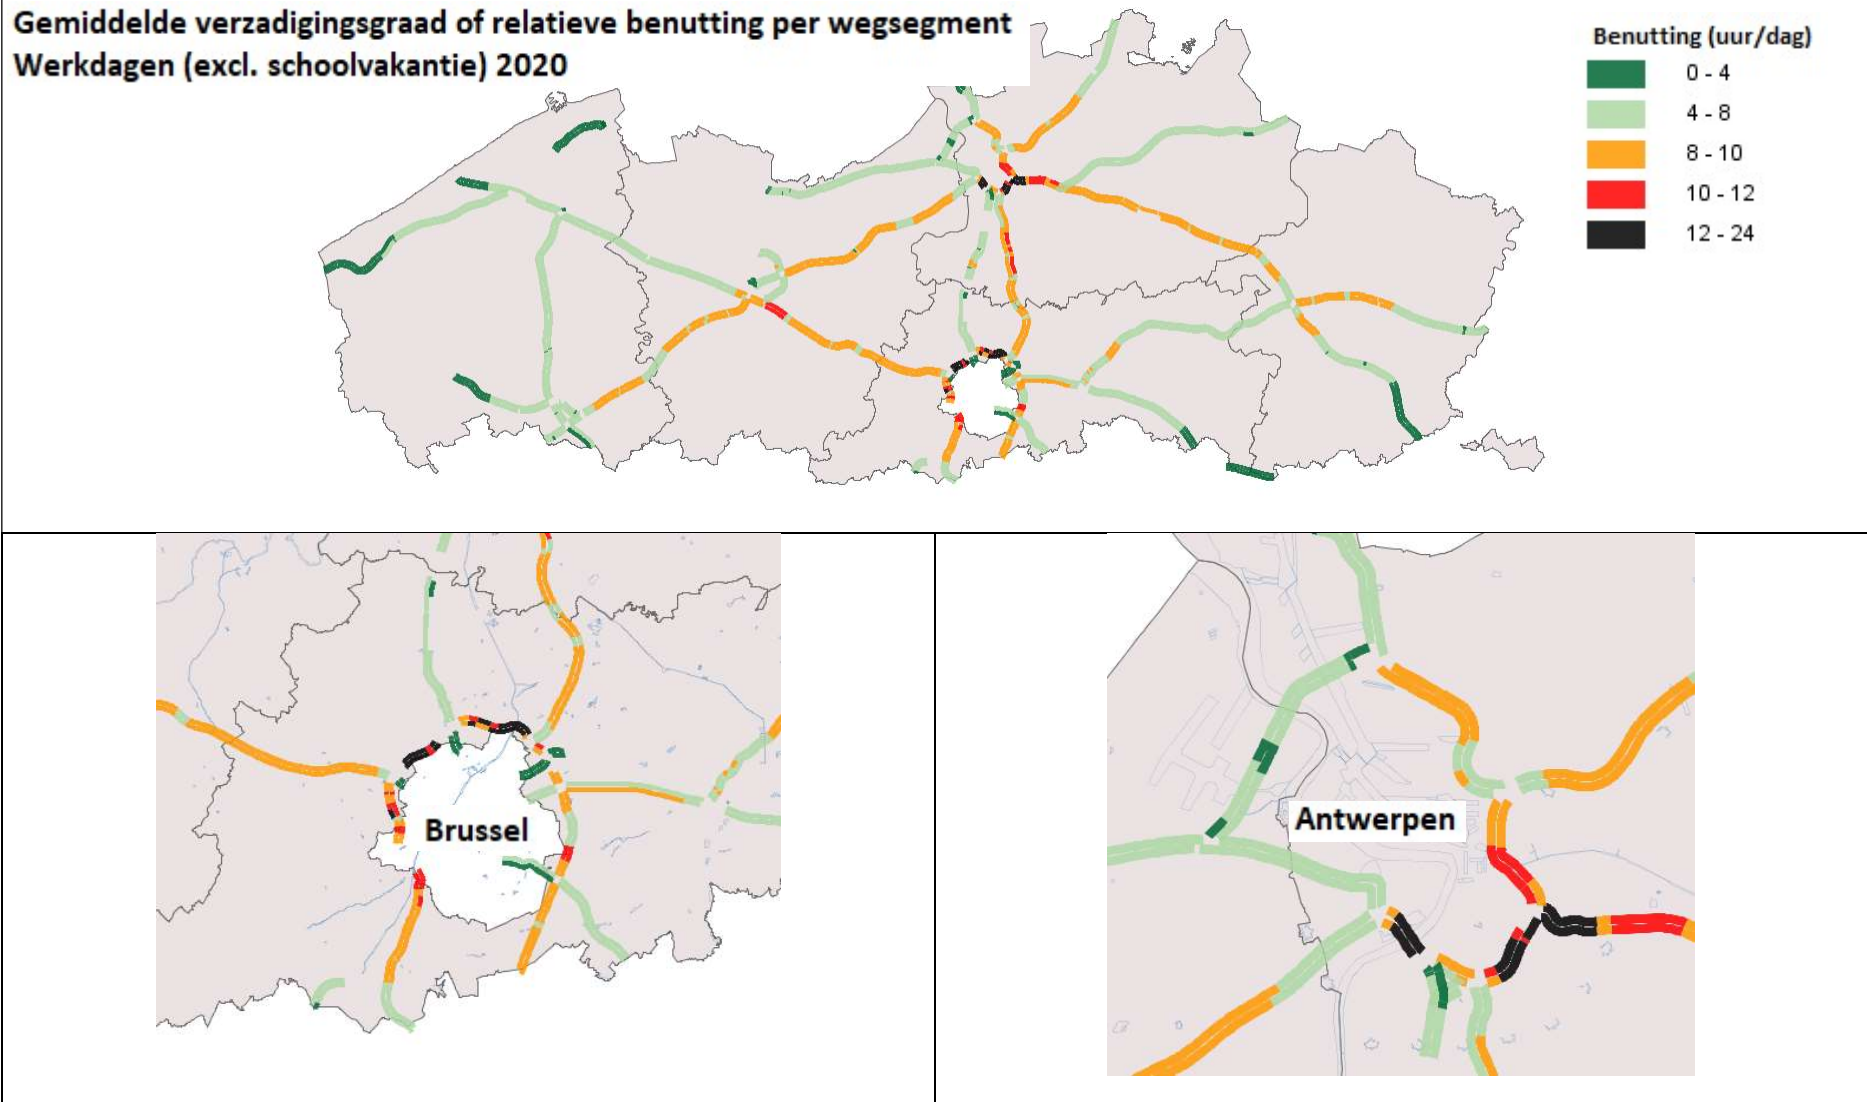 Gemiddelde verzadigingsgraad of relatieve benutting per wegsegment
Werkdagen (excl. schoolvakantie) 2020
Benutting (uur/dag)
0 - 4
4 - 8
8 - 10
10 - 12
12 - 24
Brussel
Antwerpen